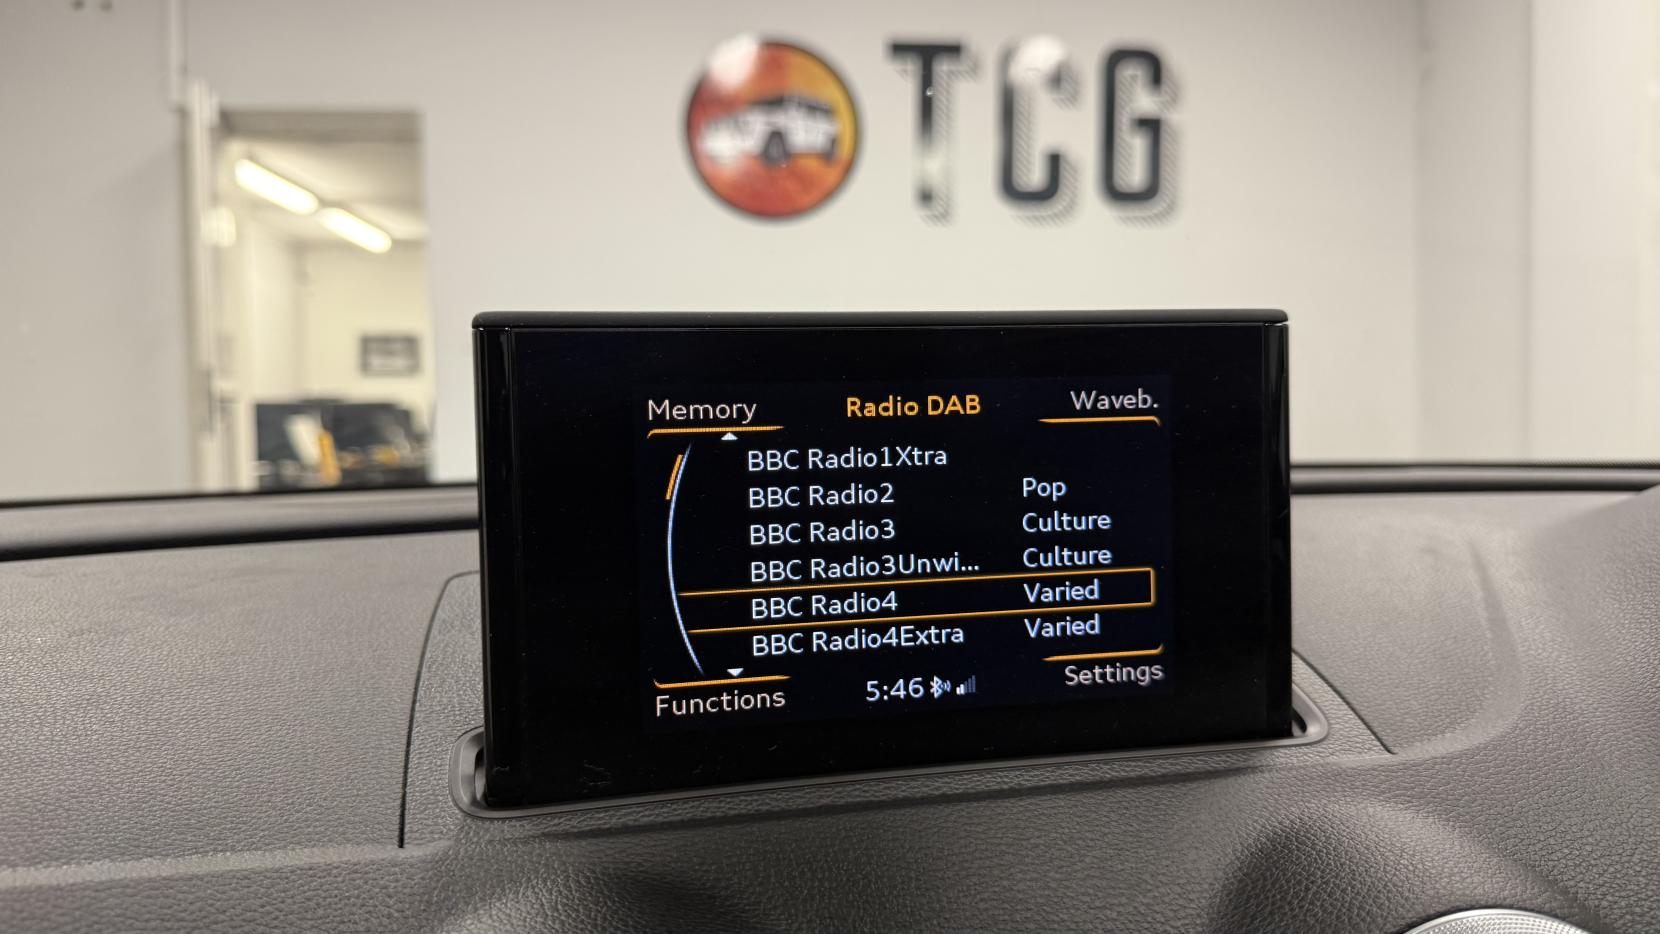 TCG
Memory Radio DAB Waveb.
BBC Radio1Xtra
BBC Radio2 Pop
BBC Radio3 Culture
BBC Radio3Unwi... Culture
BBC Radio4 Varied
BBC Radio4Extra Varied
Functions 5:46 Settings